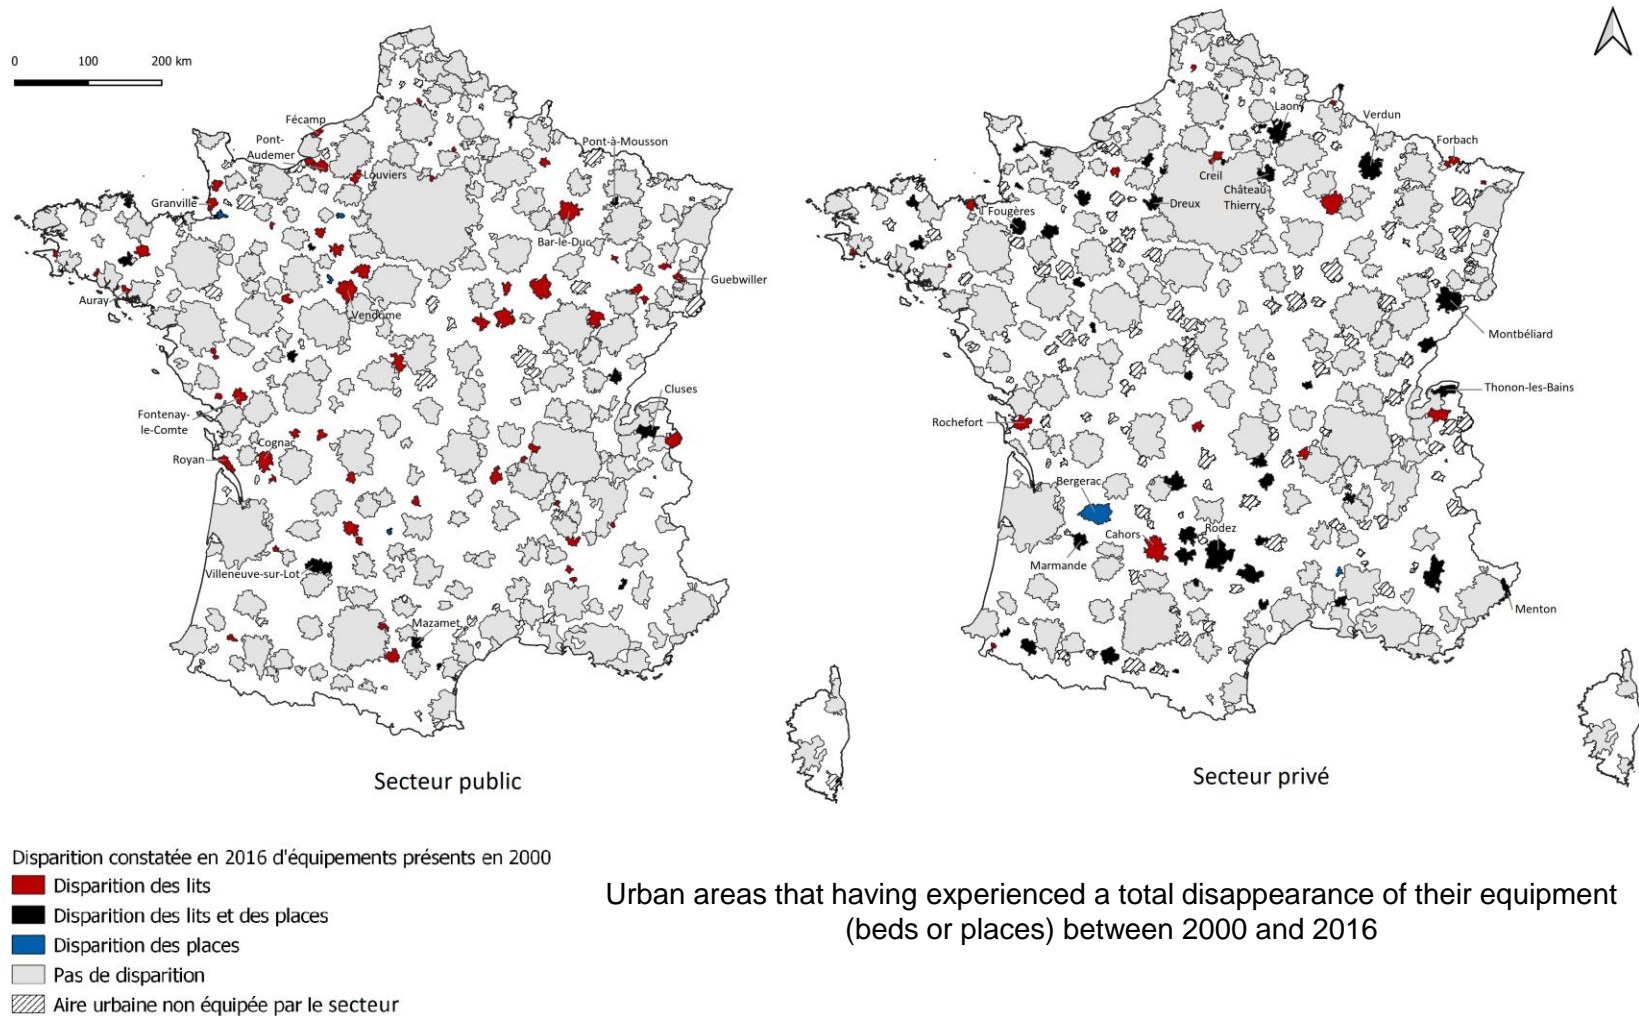 0 100 200 km
Fécamp
Pont-
Audemer
Louviers
Granville
Pont-à-Mousson
Bar-le-Duc
Guebwiller
Auray
Vendôme
Cluses
Fontenay-
le-Comte
Cognac
Royan
Villeneuve-sur-Lot
Mazamet
Secteur public
Laon
Verdun
Forbach
Creil
Château-
Thierry
Dreux
Fougères
Montbéliard
Thonon-les-Bains
Rochefort
Bergerac
Cahors
Rodez
Marmande
Menton
Secteur privé
Disparition constatée en 2016 d'équipements présents en 2000
Disparition des lits
Disparition des lits et des places
Disparition des places
Pas de disparition
Aire urbaine non équipée par le secteur
Urban areas that having experienced a total disappearance of their equipment
(beds or places) between 2000 and 2016